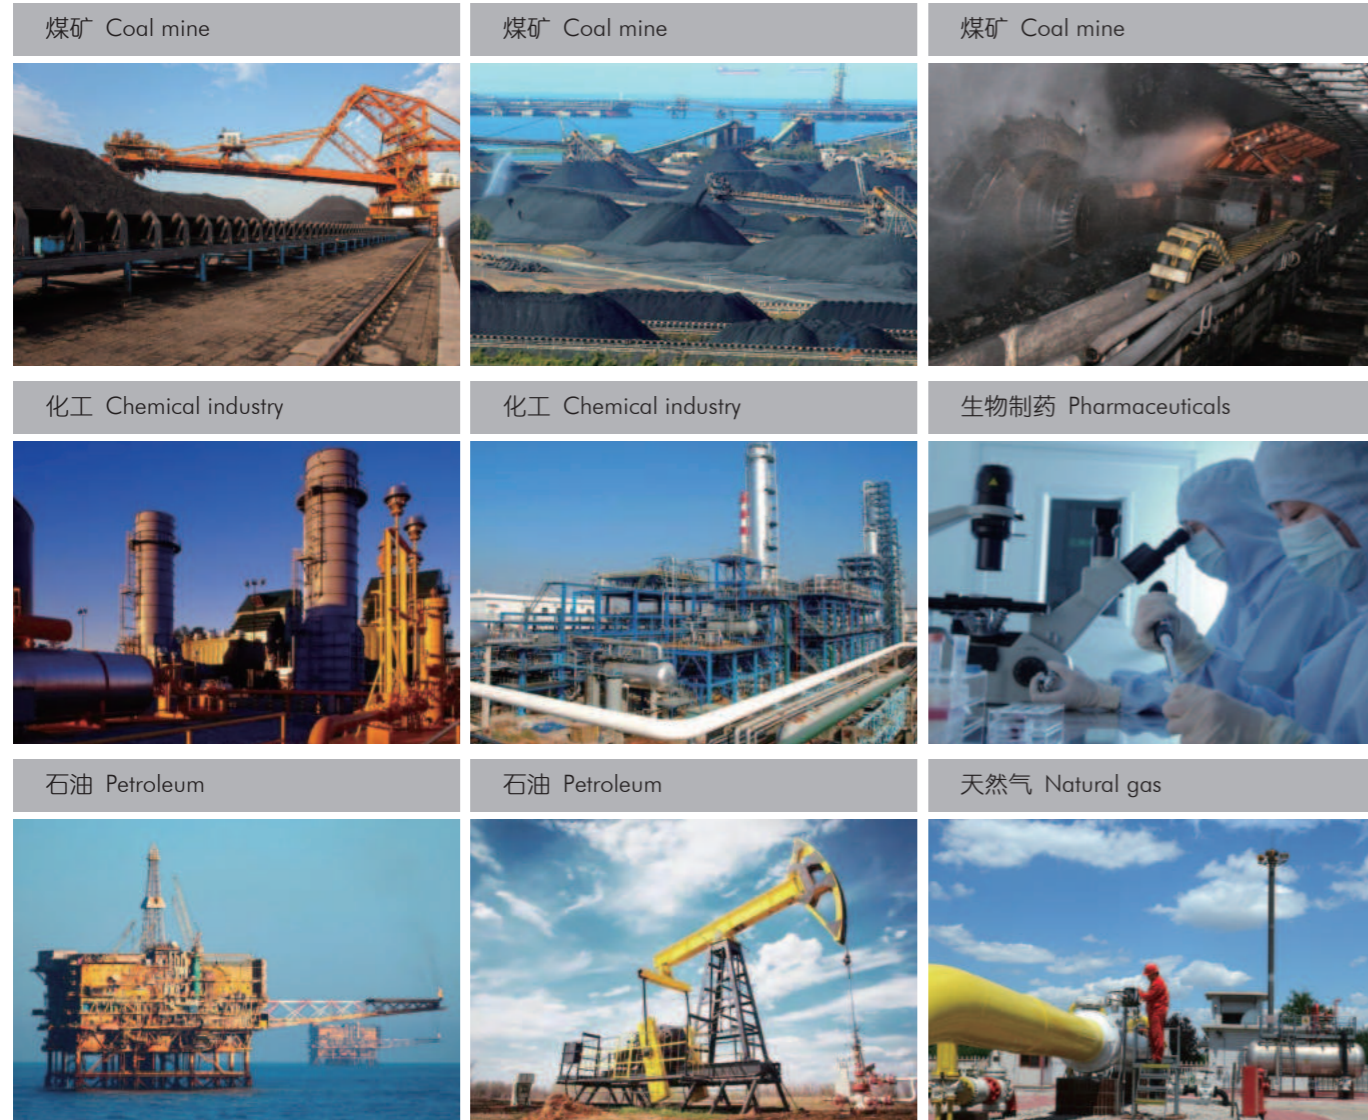 煤矿 Coal mine
煤矿 Coal mine
煤矿 Coal mine
化工 Chemical industry
化工 Chemical industry
生物制药 Pharmaceuticals
石油 Petroleum
石油 Petroleum
天然气 Natural gas